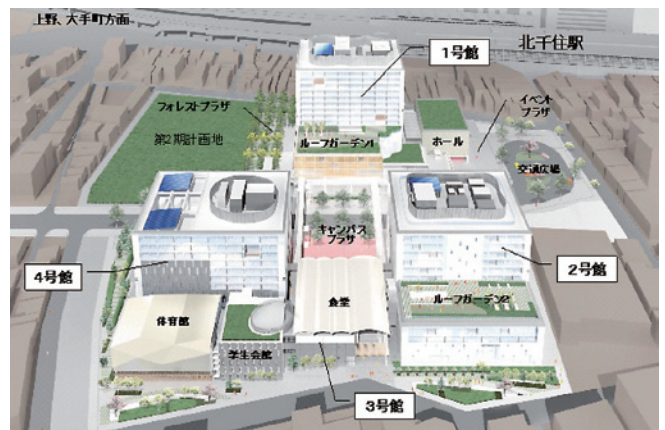 上野、大手町方面
北千住駅
1号館
フォレストプラザ
イベント
プラザ
第2期計画地
ルーフガーデン1
ホール
交通広場
キャンパス
プラザ
4号館
2号館
食堂
ルーフガーデン2
体育館
学生会館
3号館